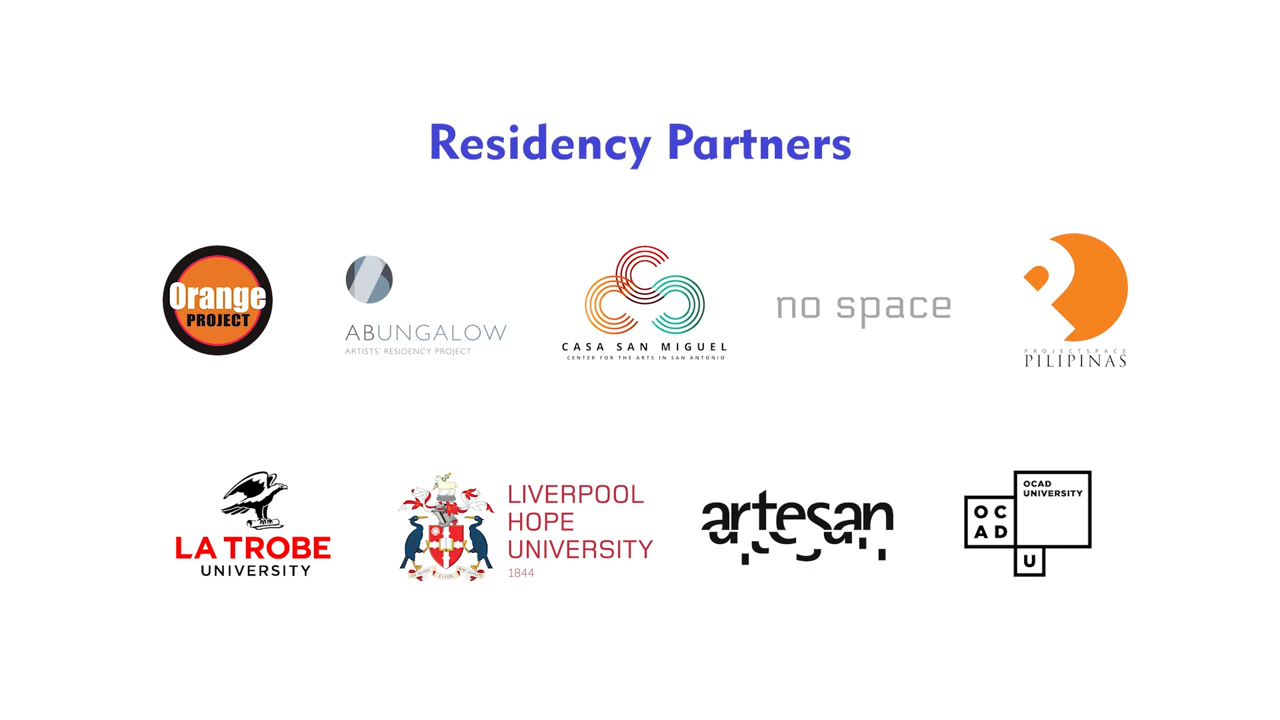 Residency Partners
Orange
PROJECT
ABUNGALOW
ARTISTS' RESIDENCY PROJECT
CASA SAN MIGUEL
CENTER FOR THE ARTS IN SAN ANTONIO
no space
PROJECTSPACE
PILIPINAS
LA TROBE
UNIVERSITY
LIVERPOOL
HOPE
UNIVERSITY
1844
artesan
OCAD
UNIVERSITY
OC
AD
U